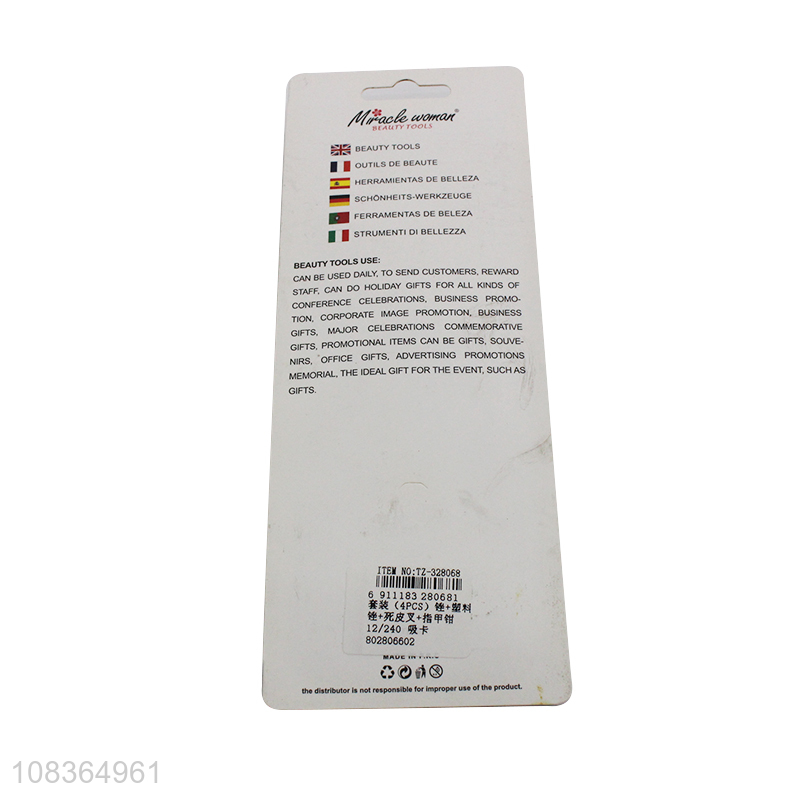 Miracle woman®
BEAUTY TOOLS
BEAUTY TOOLS
OUTILS DE BEAUTE
HERRAMIENTAS DE BELLEZA
SCHÖNHEITS-WERKZEUGE
FERRAMENTAS DE BELEZA
STRUMENTI DI BELLEZZA
BEAUTY TOOLS USE:
CAN BE USED DAILY, TO SEND CUSTOMERS, REWARD
STAFF, CAN DO HOLIDAY GIFTS FOR ALL KINDS OF
CONFERENCE CELEBRATIONS, BUSINESS PROMO-
TION, CORPORATE IMAGE PROMOTION, BUSINESS
GIFTS, MAJOR CELEBRATIONS COMMEMORATIVE
GIFTS, PROMOTIONAL ITEMS CAN BE GIFTS, SOUVE-
NIRS, OFFICE GIFTS, ADVERTISING PROMOTIONS
MEMORIAL, THE IDEAL GIFT FOR THE EVENT, SUCH AS
GIFTS.
ITEM NO:TZ-328068
6 911183 280681
套装（4PCS）锉+塑料
锉+死皮叉+指甲钳
12/240 吸卡
802806602
MADE IN P.R.C
the distributor is not responsible for improper use of the product.
108364961